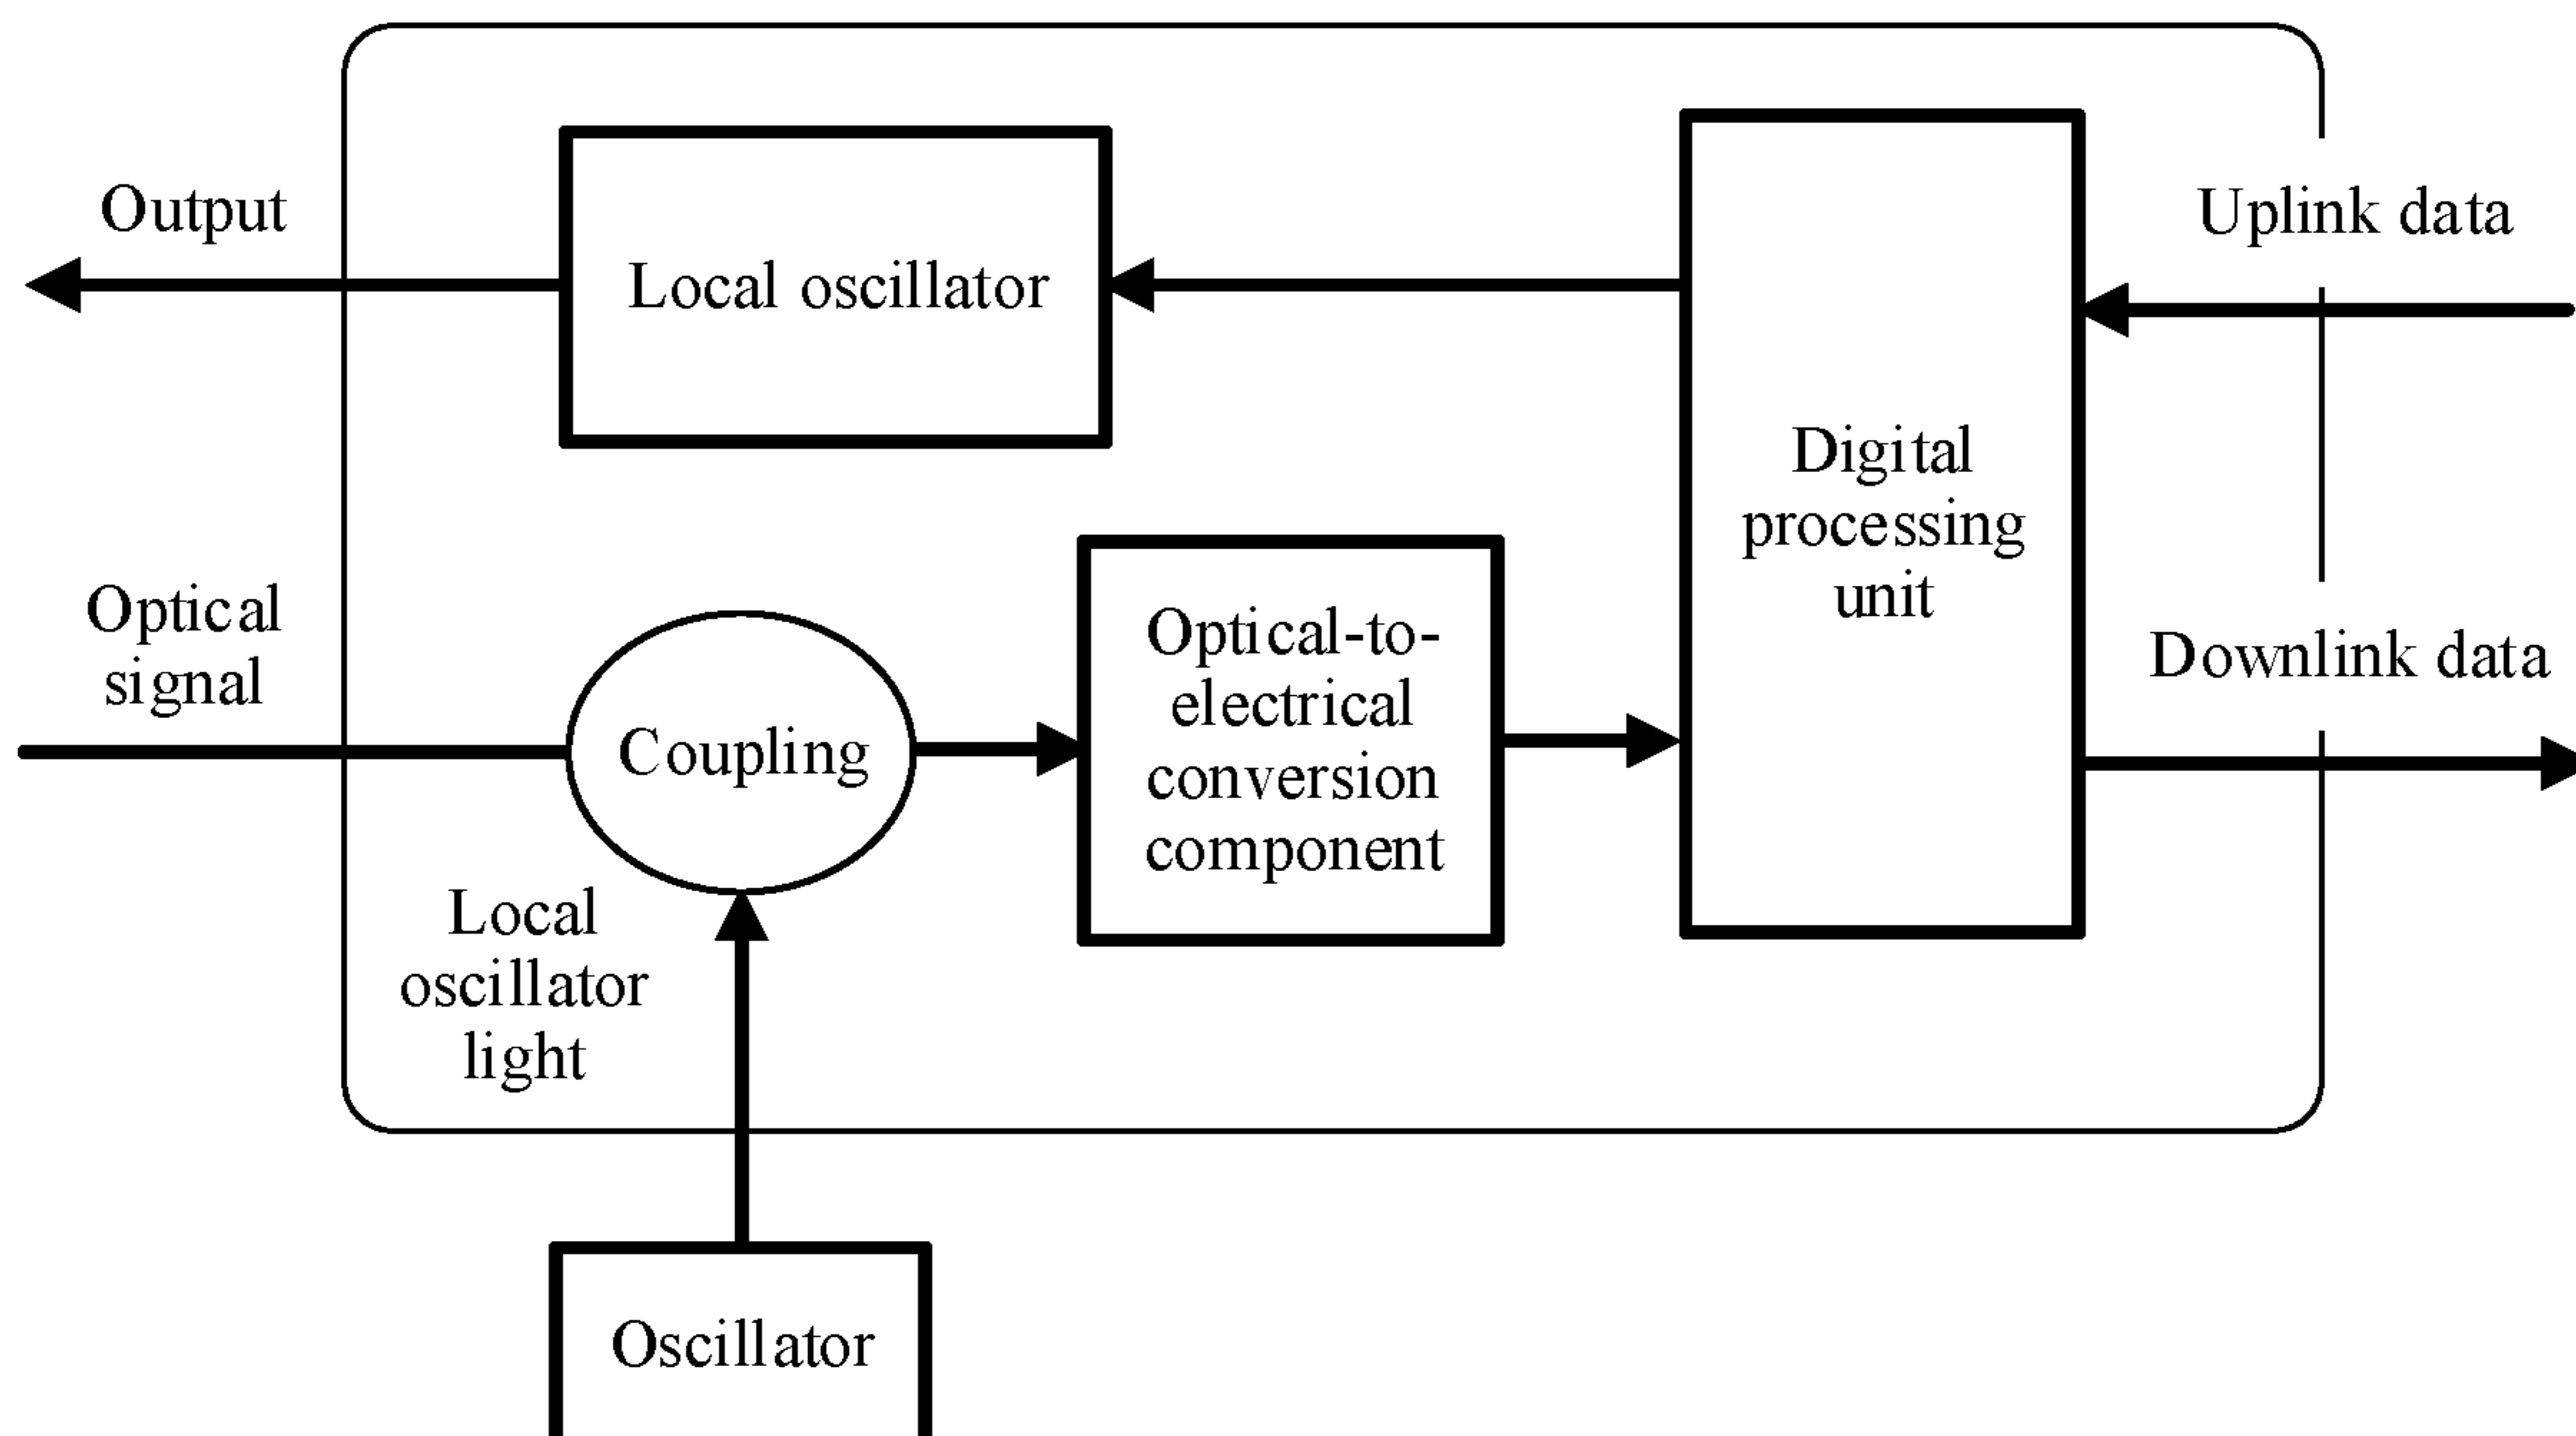 Output
Local oscillator
Uplink data
Digital
processing
unit
Optical
signal
Coupling
Optical-to-
electrical
conversion
component
Downlink data
Local
oscillator
light
Oscillator